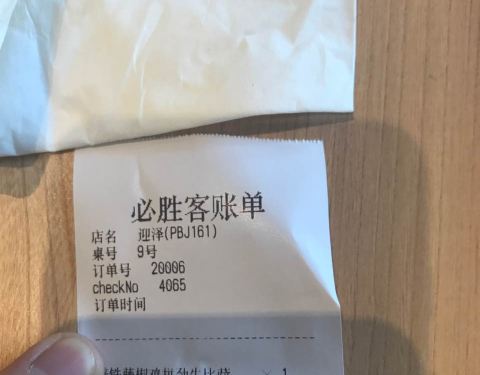 必胜客账单
店名 迎泽(PBJ161)
桌号 9号
订单号 20006
checkNo 4065
订单时间
× 1